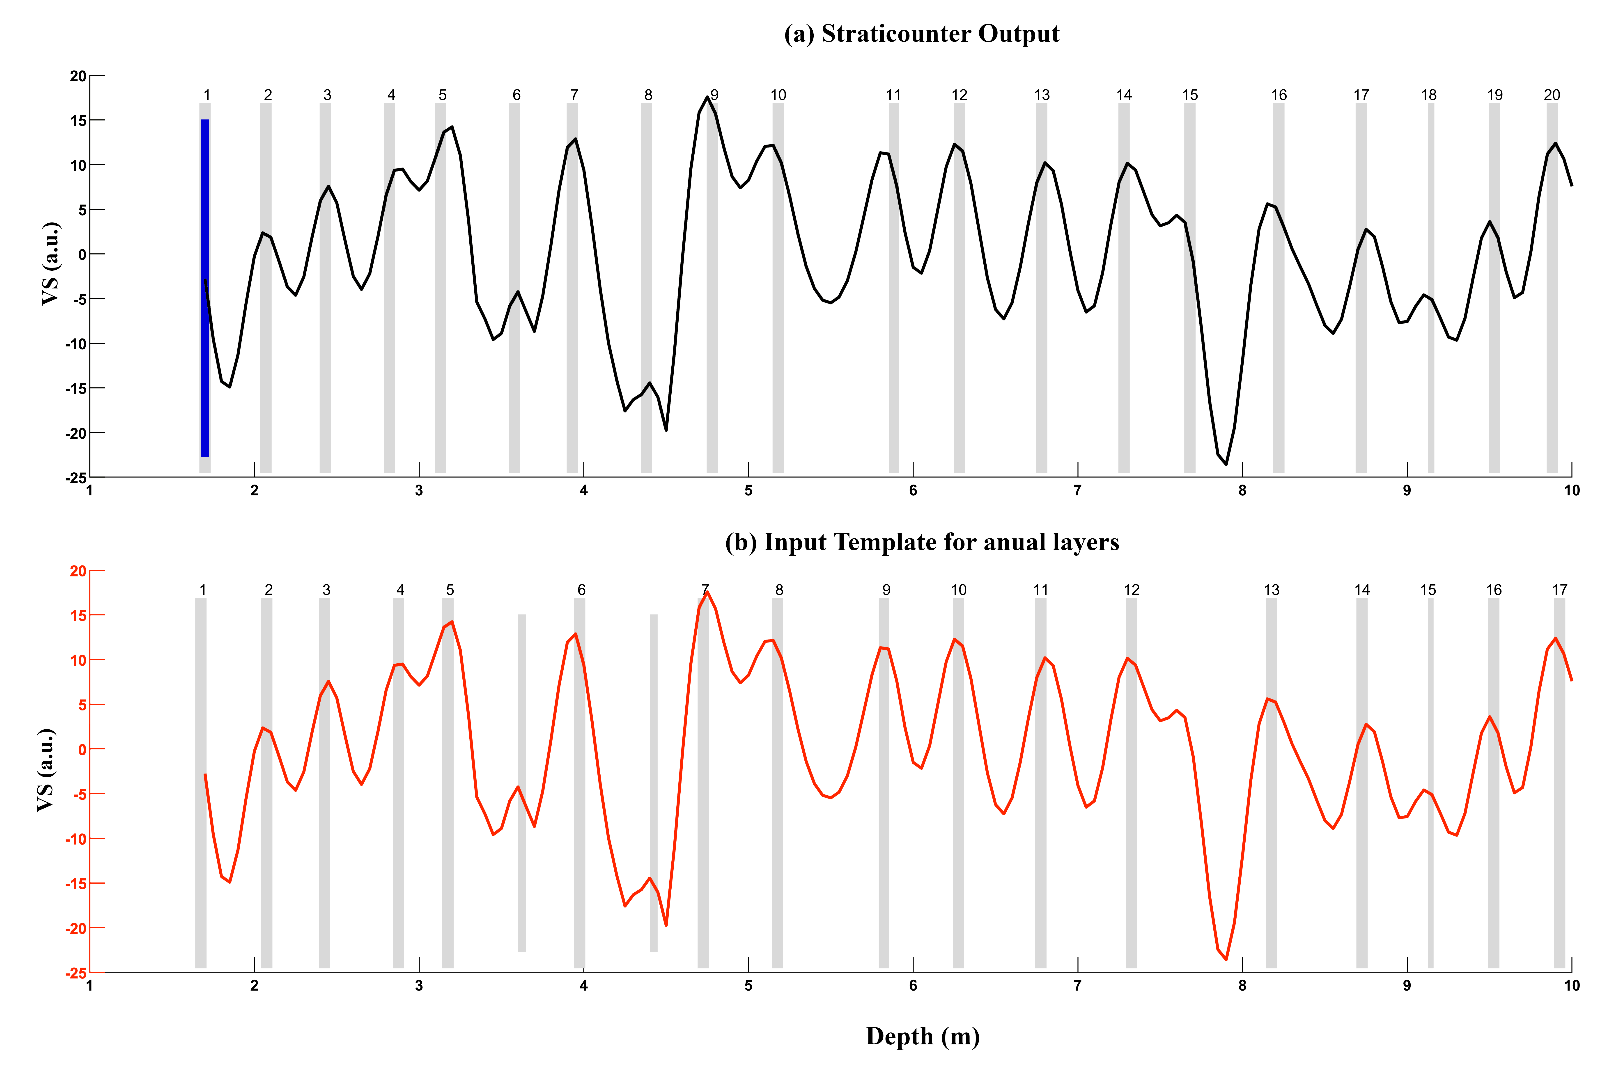 (a) Straticounter Output
1 2 3 4 5 6 7 8 9 10 11 12 13 14 15 16 17 18 19 20
20
15
10
5
0
-5
-10
-15
-20
-25
VS (a.u.)
1 2 3 4 5 6 7 8 9 10
(b) Input Template for anual layers
1 2 3 4 5 6 7 8 9 10 11 12 13 14 15 16 17
20
15
10
5
0
-5
-10
-15
-20
-25
VS (a.u.)
1 2 3 4 5 6 7 8 9 10
Depth (m)